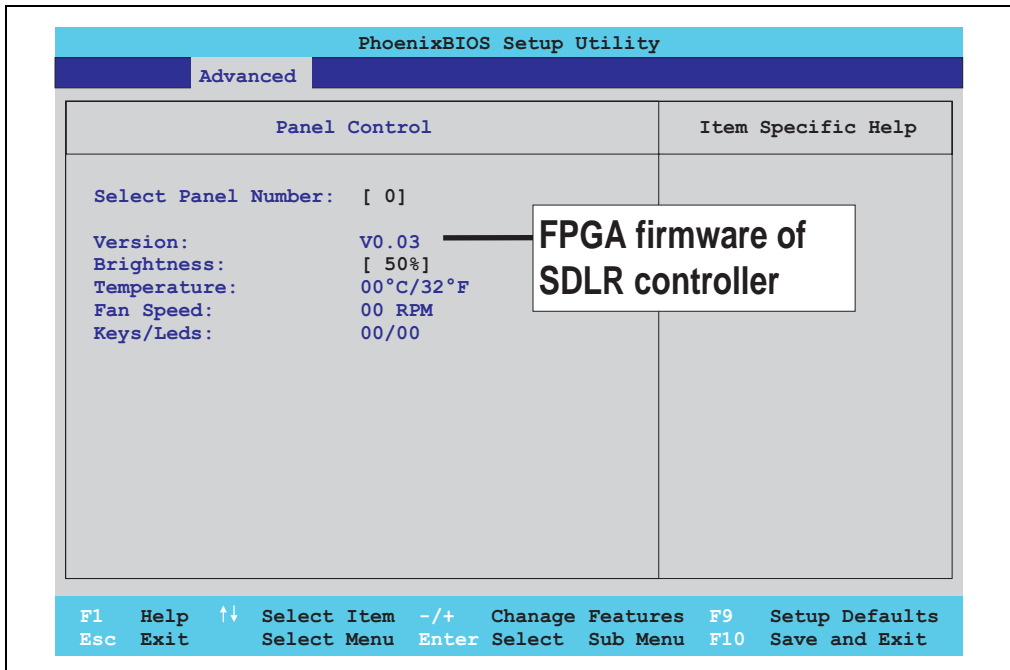 PhoenixBIOS Setup Utility
Advanced
Panel Control
Item Specific Help
Select Panel Number: [ 0]
Version: V0.03
Brightness: [ 50%]
Temperature: 00°C/32°F
Fan Speed: 00 RPM
Keys/Leds: 00/00
FPGA firmware of
SDLR controller
F1 Help ↑↓ Select Item -/+ Chanage Features F9 Setup Defaults
Esc Exit Select Menu Enter Select Sub Menu F10 Save and Exit